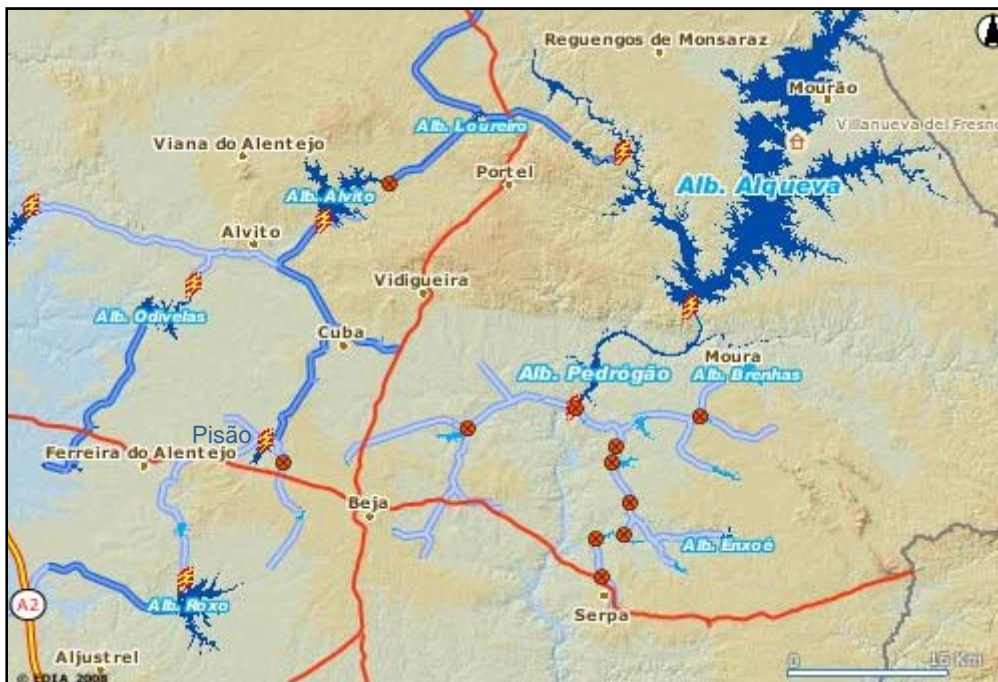 Reguengos de Monsaraz
Mourão
Villanueva del Fresno
Alb. Loureiro
Viana do Alentejo
Portel
Alb. Alqueva
Alb. Alvito
Alvito
Vidigueira
Alb. Odivelas
Cuba
Moura
Alb. Pedrógão
Alb. Brenhas
Pisão
Ferreira do Alentejo
Beja
Alb. Enxoé
A2
Alb. Roxo
Serpa
Aljustrel
0 16 Km
© EDIA 2008